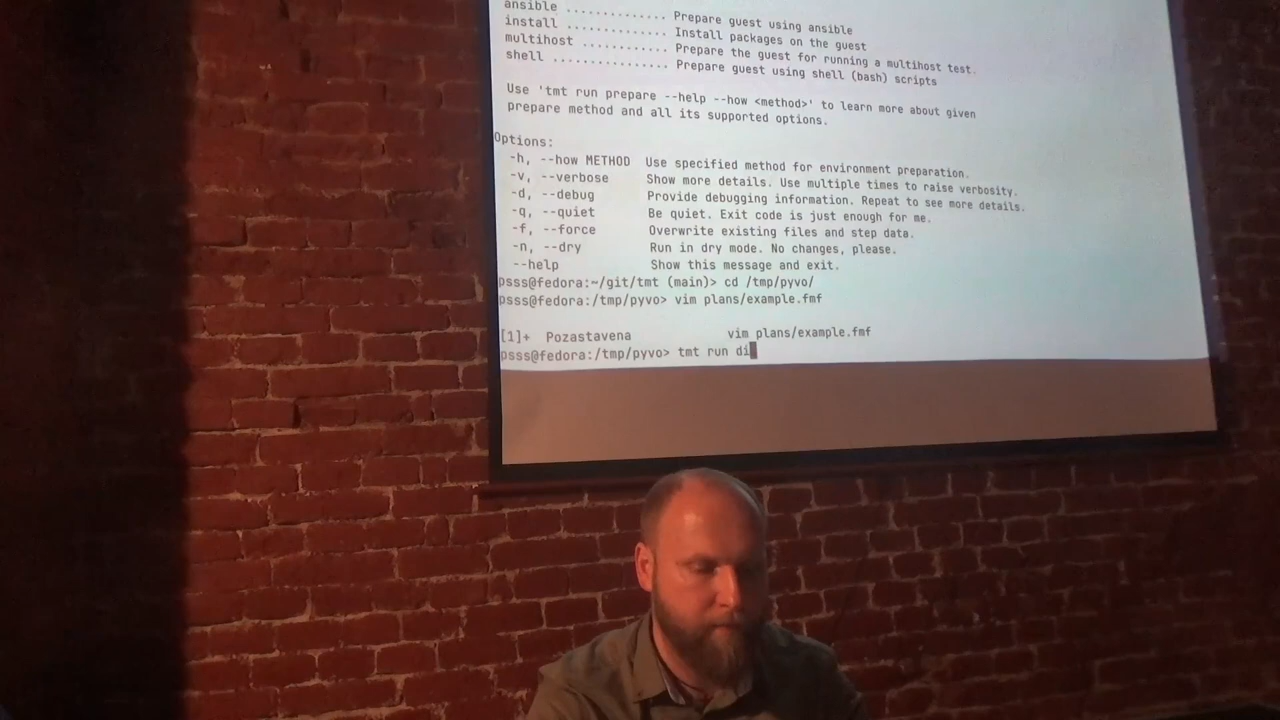 ansible .............. Prepare guest using ansible
install .............. Install packages on the guest
multihost ............ Prepare the guest for running a multihost test.
shell ................ Prepare guest using shell (bash) scripts
Use 'tmt run prepare --help --how <method>' to learn more about given
prepare method and all its supported options.
Options:
-h, --how METHOD Use specified method for environment preparation.
-v, --verbose Show more details. Use multiple times to raise verbosity.
-d, --debug Provide debugging information. Repeat to see more details.
-q, --quiet Be quiet. Exit code is just enough for me.
-f, --force Overwrite existing files and step data.
-n, --dry Run in dry mode. No changes, please.
--help Show this message and exit.
psss@fedora:~/git/tmt (main)> cd /tmp/pyvo/
psss@fedora:/tmp/pyvo> vim plans/example.fmf
[1]+ Pozastavena vim plans/example.fmf
psss@fedora:/tmp/pyvo> tmt run di